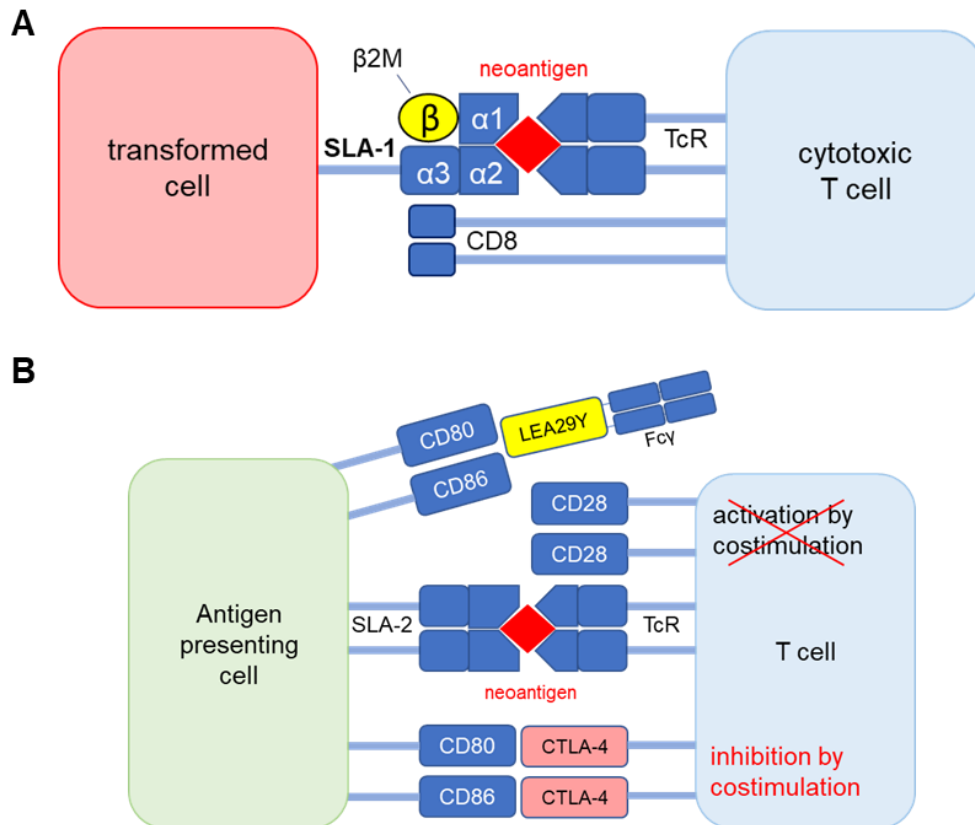 A
transformed
cell
β2M
β
SLA-1
α1
α3
α2
neoantigen
TcR
CD8
cytotoxic
T cell
B
CD80
LEA29Y
Fcγ
CD86
CD28
CD28
activation by
costimulation
Antigen
presenting
cell
SLA-2
TcR
neoantigen
T cell
CD80
CTLA-4
CD86
CTLA-4
inhibition by
costimulation